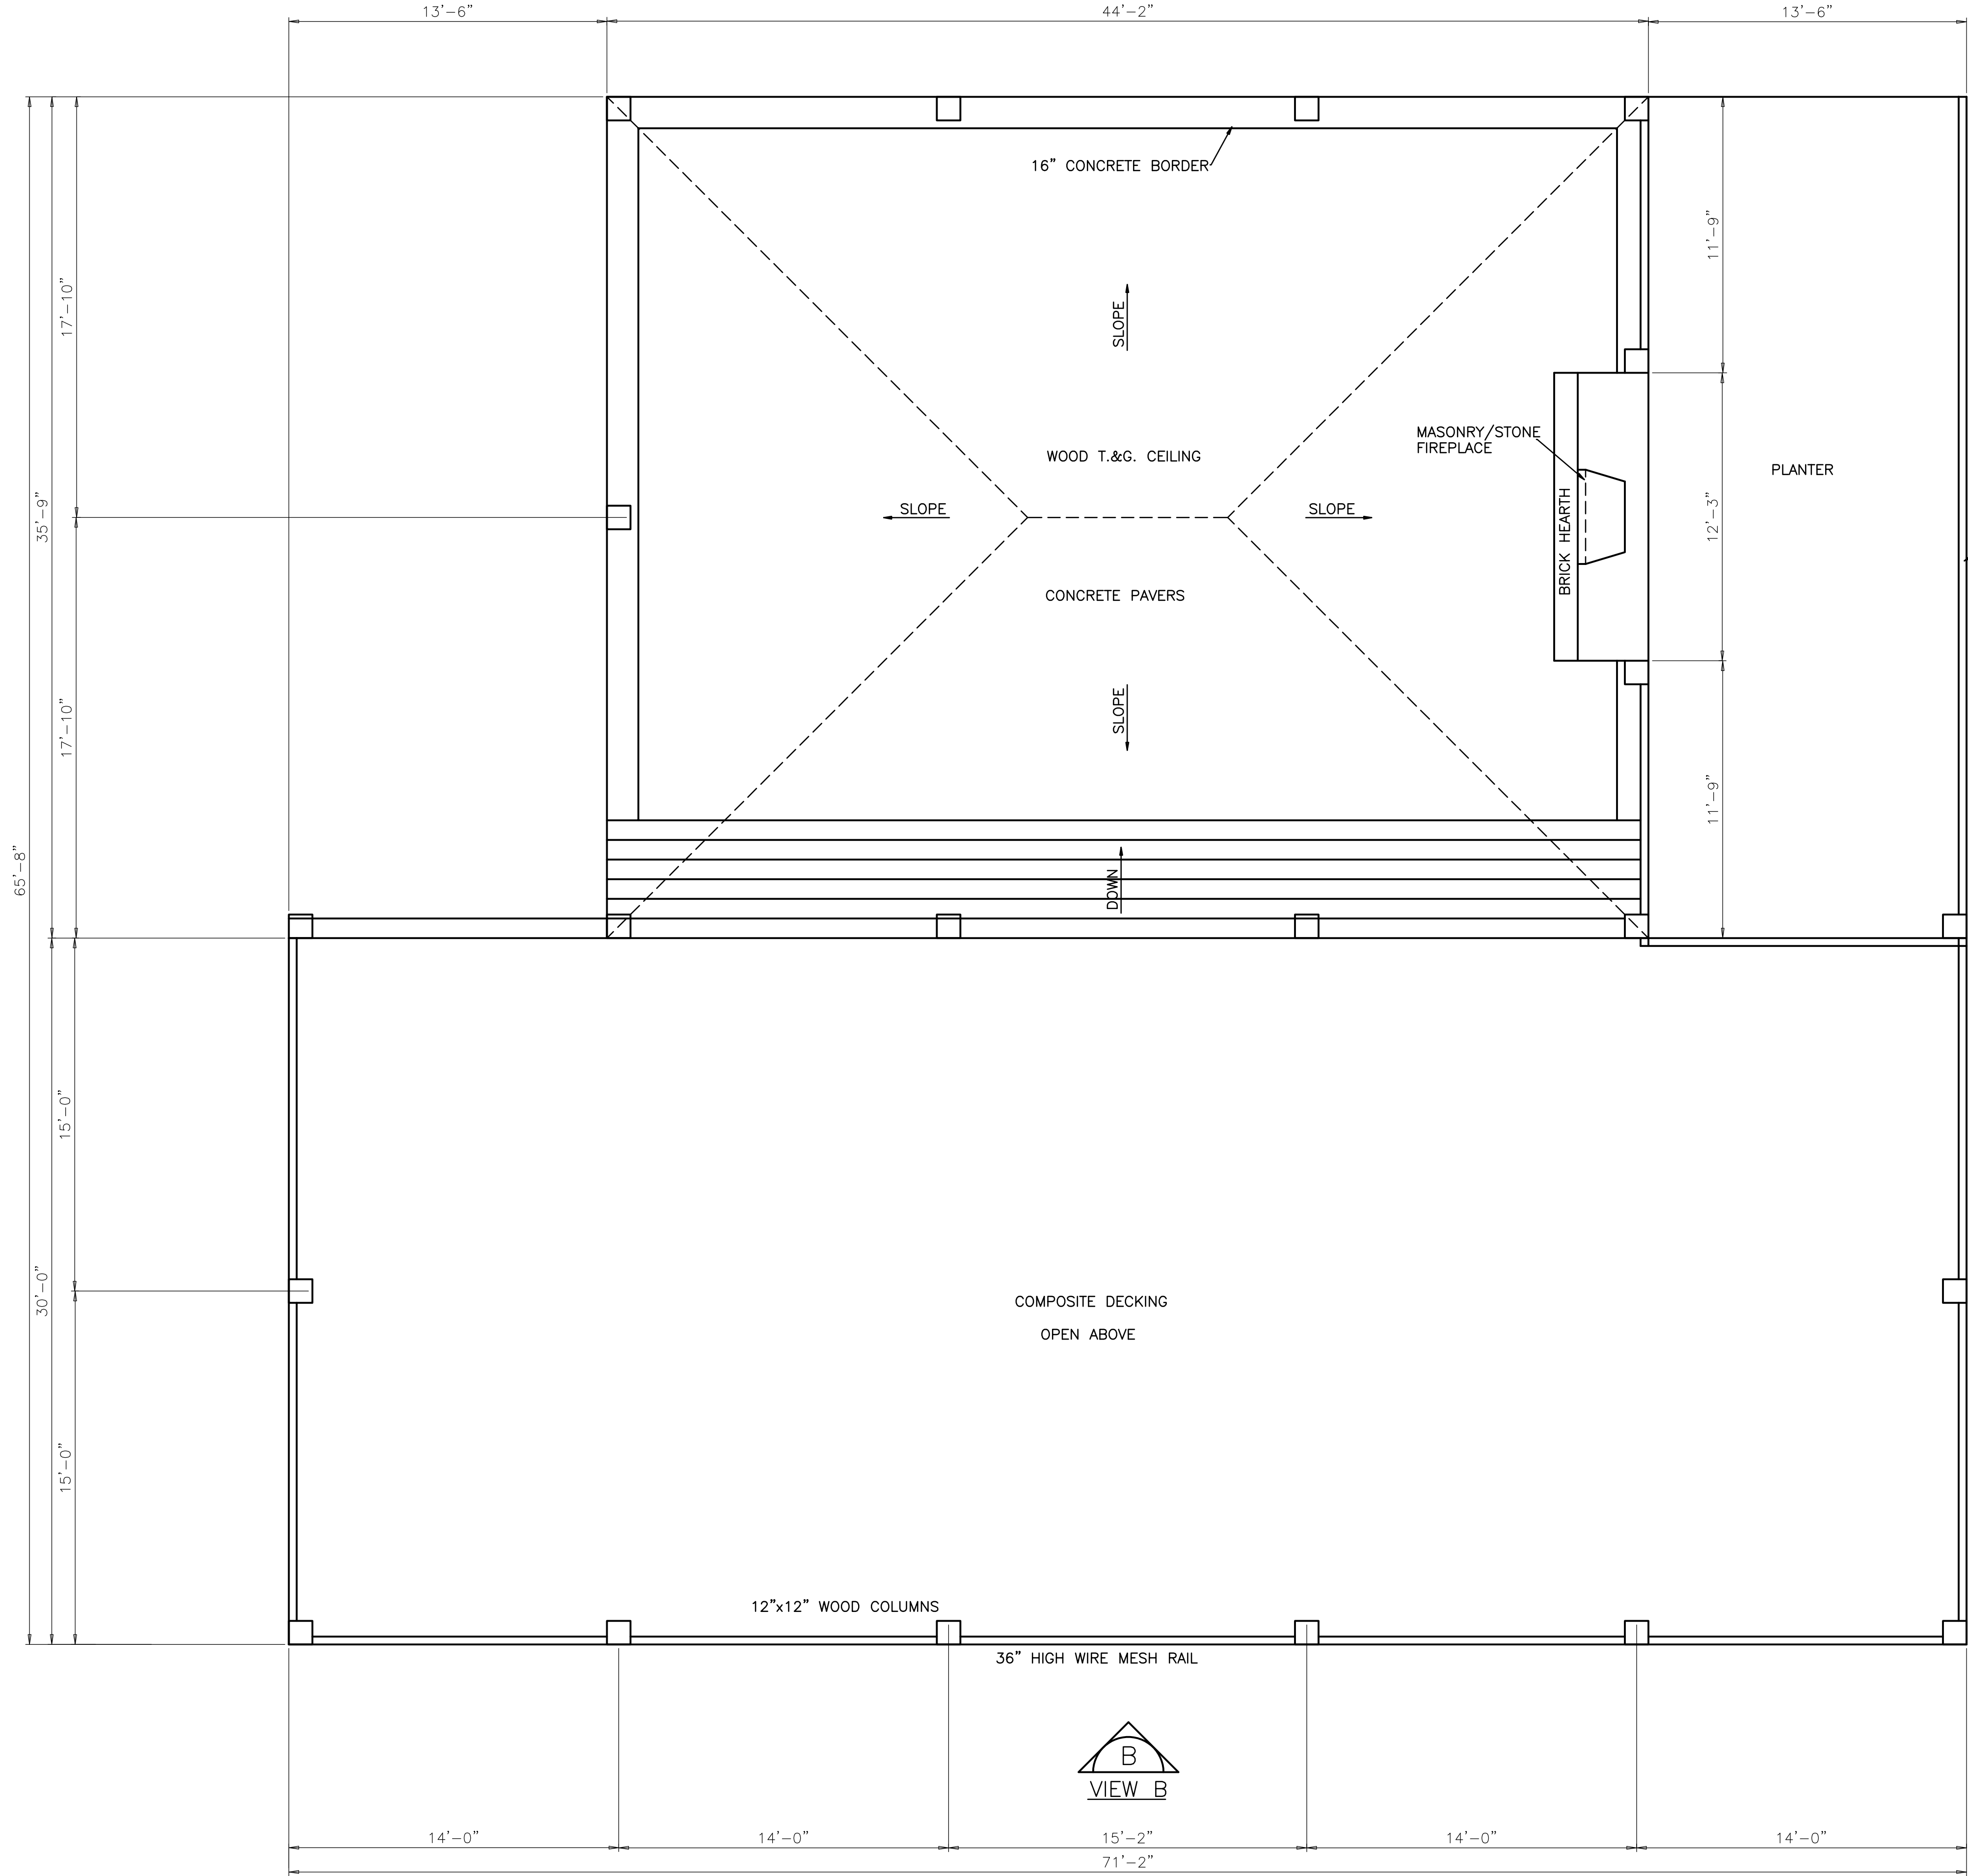 13'-6" 44'-2" 13'-6"
16" CONCRETE BORDER
11'-9"
17'-10"
SLOPE
MASONRY/STONE
FIREPLACE
WOOD T.&G. CEILING
PLANTER
35'-9"
SLOPE
SLOPE
BRICK HEARTH
12'-3"
CONCRETE PAVERS
17'-10"
SLOPE
11'-9"
65'-8"
DOWN
15'-0"
30'-0"
COMPOSITE DECKING
OPEN ABOVE
15'-0"
12"x12" WOOD COLUMNS
36" HIGH WIRE MESH RAIL
B
VIEW B
14'-0" 14'-0" 15'-2" 14'-0" 14'-0"
71'-2"